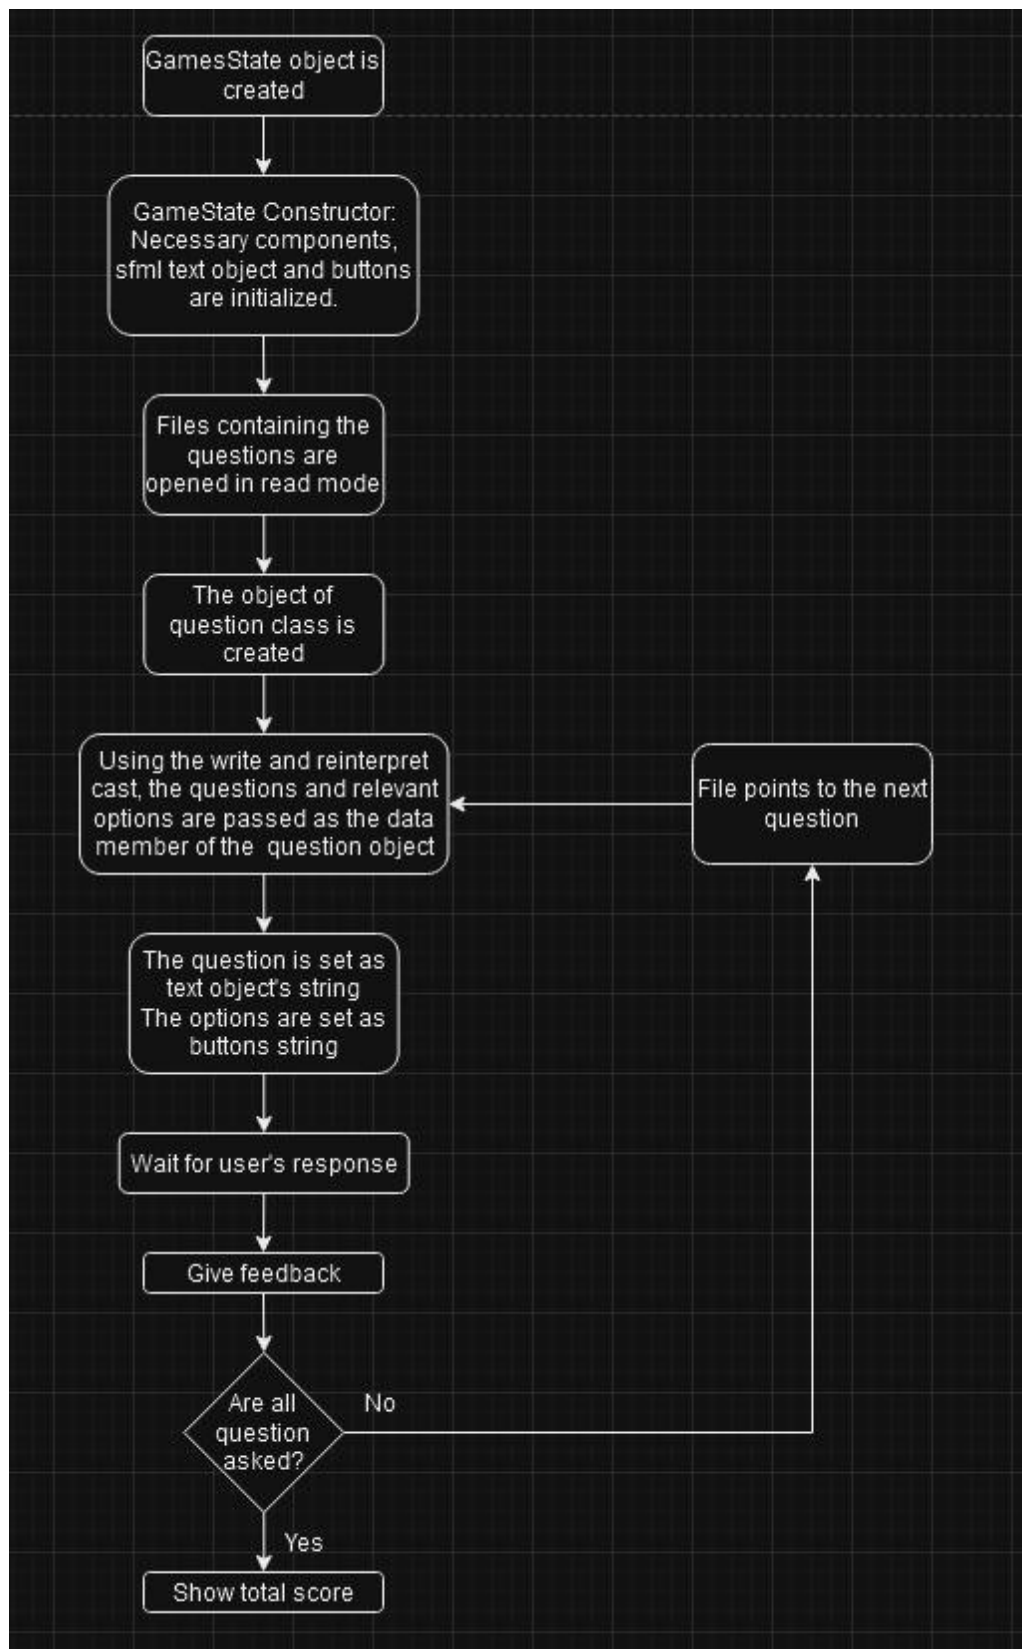 GamesState object is
created
GameState Constructor:
Necessary components,
sfml text object and buttons
are initialized.
Files containing the
questions are
opened in read mode
The object of
question class is
created
Using the write and reinterpret
cast, the questions and relevant
options are passed as the data
member of the question object
File points to the next
question
The question is set as
text object's string
The options are set as
buttons string
Wait for user's response
Give feedback
Are all
question
asked?
No
Yes
Show total score